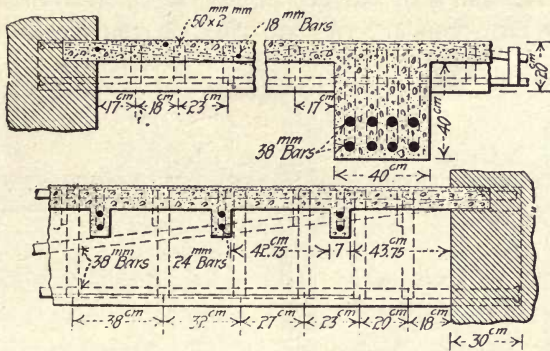 50 x 2 mm mm
18 mm Bars
17 cm
18 cm
23 cm
17 cm
20 cm
40 cm
38 mm Bars
40 cm
38 mm Bars
24 mm Bars
42.75 cm
7
43.75 cm
38 cm
32 cm
27 cm
23 cm
20 cm
18 cm
30 cm